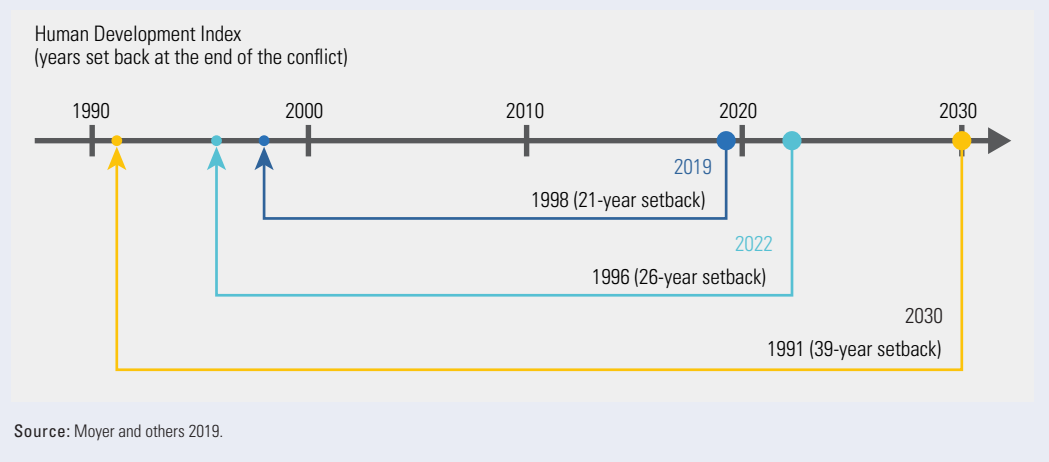 Human Development Index
(years set back at the end of the conflict)
1990
2000
2010
2020
2030
2019
1998 (21-year setback)
2022
1996 (26-year setback)
2030
1991 (39-year setback)
Source: Moyer and others 2019.